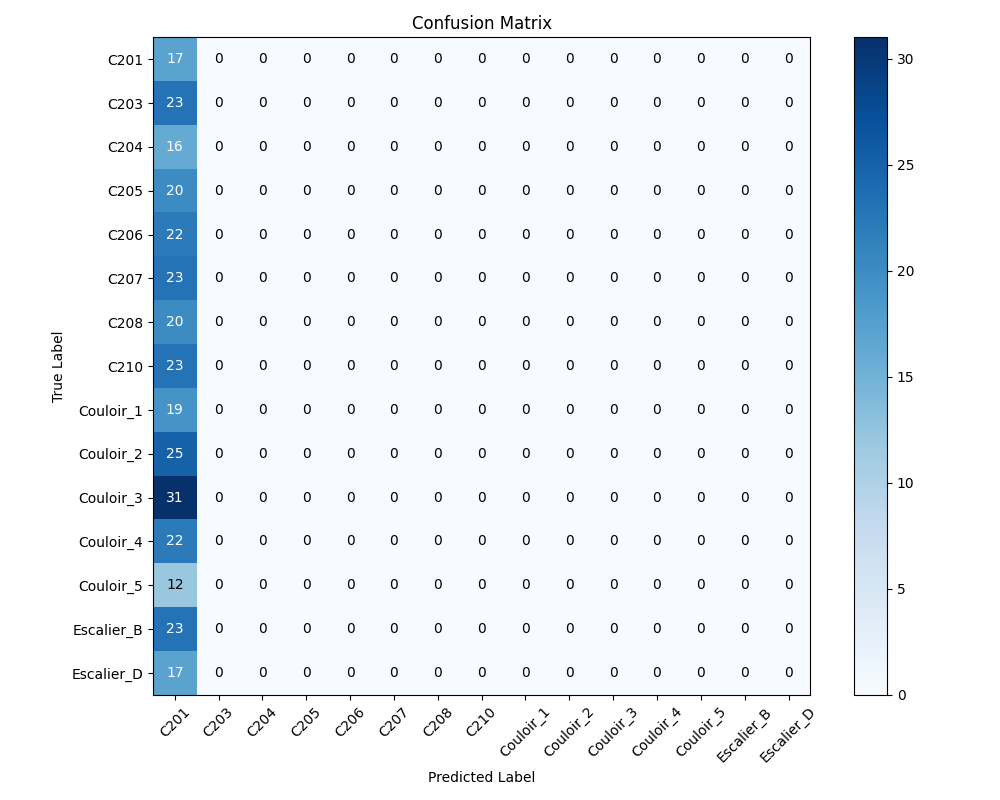 Confusion Matrix
True Label
C201 17 0 0 0 0 0 0 0 0 0 0 0 0 0 0
C203 23 0 0 0 0 0 0 0 0 0 0 0 0 0 0
C204 16 0 0 0 0 0 0 0 0 0 0 0 0 0 0
C205 20 0 0 0 0 0 0 0 0 0 0 0 0 0 0
C206 22 0 0 0 0 0 0 0 0 0 0 0 0 0 0
C207 23 0 0 0 0 0 0 0 0 0 0 0 0 0 0
C208 20 0 0 0 0 0 0 0 0 0 0 0 0 0 0
C210 23 0 0 0 0 0 0 0 0 0 0 0 0 0 0
Couloir_1 19 0 0 0 0 0 0 0 0 0 0 0 0 0 0
Couloir_2 25 0 0 0 0 0 0 0 0 0 0 0 0 0 0
Couloir_3 31 0 0 0 0 0 0 0 0 0 0 0 0 0 0
Couloir_4 22 0 0 0 0 0 0 0 0 0 0 0 0 0 0
Couloir_5 12 0 0 0 0 0 0 0 0 0 0 0 0 0 0
Escalier_B 23 0 0 0 0 0 0 0 0 0 0 0 0 0 0
Escalier_D 17 0 0 0 0 0 0 0 0 0 0 0 0 0 0
C201 C203 C204 C205 C206 C207 C208 C210 Couloir_1 Couloir_2 Couloir_3 Couloir_4 Couloir_5 Escalier_B Escalier_D
Predicted Label
30
25
20
15
10
5
0